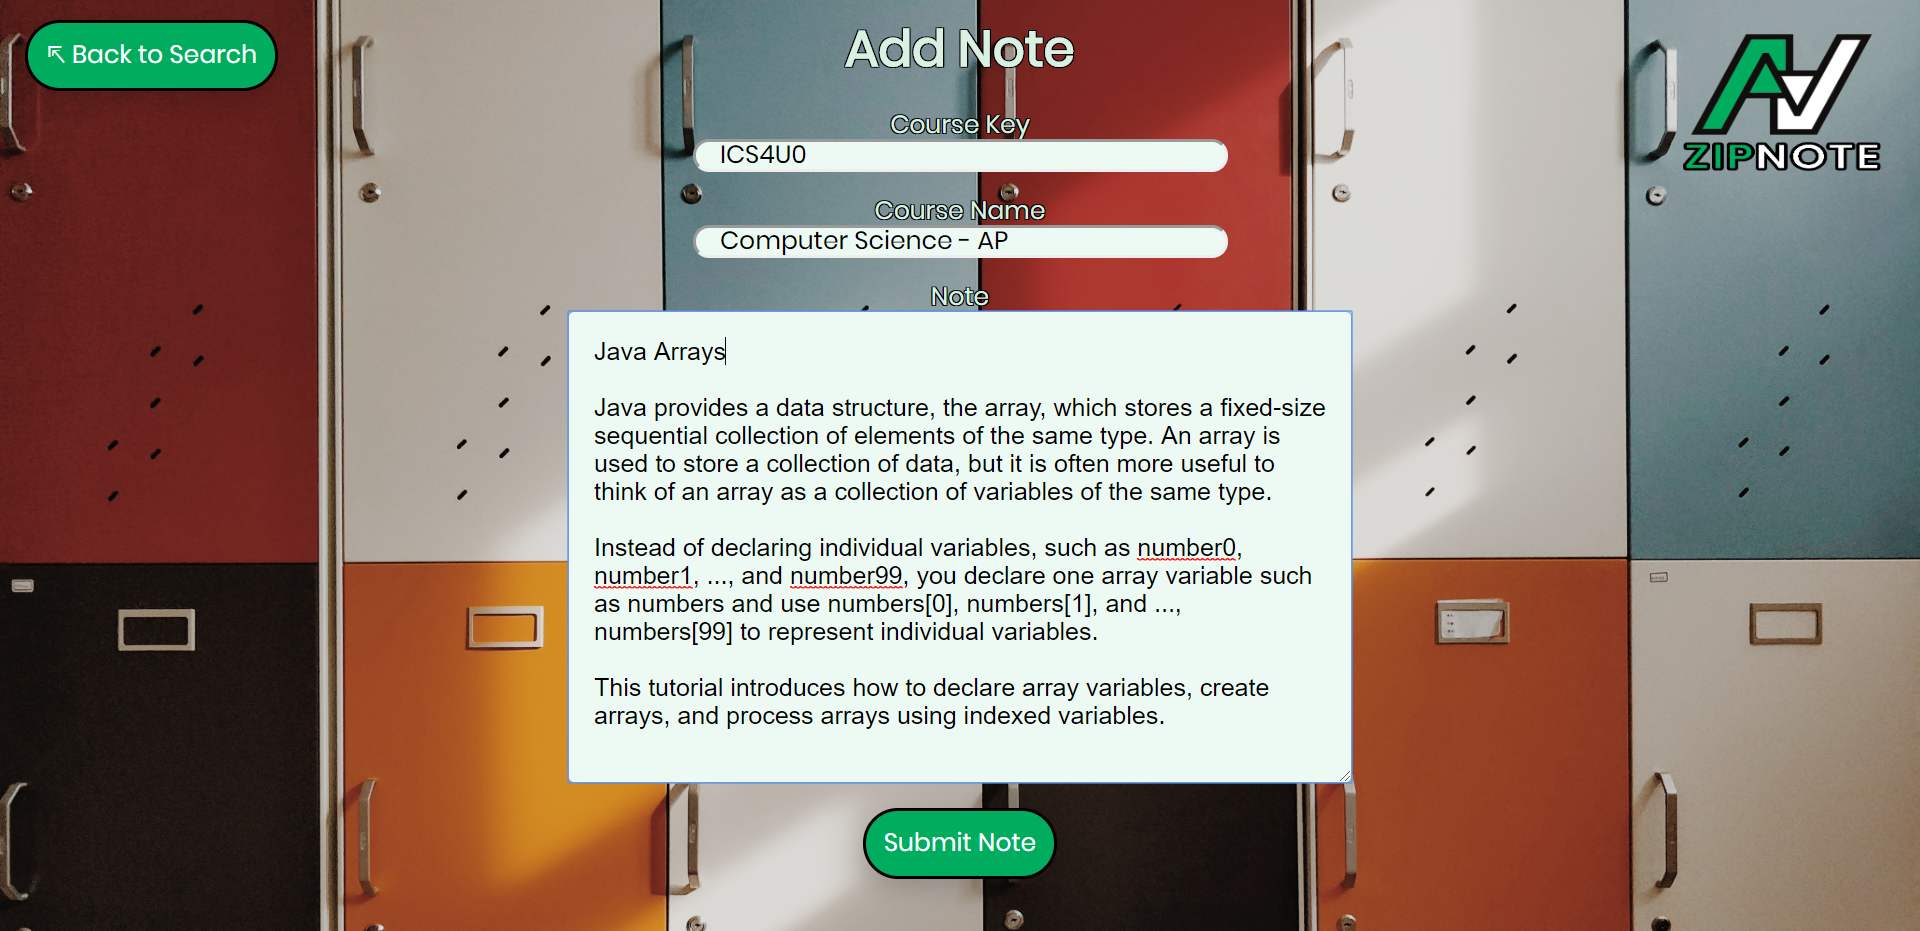 Back to Search
Add Note
ZIPNOTE
Course Key
ICS4U0
Course Name
Computer Science - AP
Note
Java Arrays
Java provides a data structure, the array, which stores a fixed-size
sequential collection of elements of the same type. An array is
used to store a collection of data, but it is often more useful to
think of an array as a collection of variables of the same type.
Instead of declaring individual variables, such as number0,
number1, ..., and number99, you declare one array variable such
as numbers and use numbers[0], numbers[1], and ...,
numbers[99] to represent individual variables.
This tutorial introduces how to declare array variables, create
arrays, and process arrays using indexed variables.
Submit Note